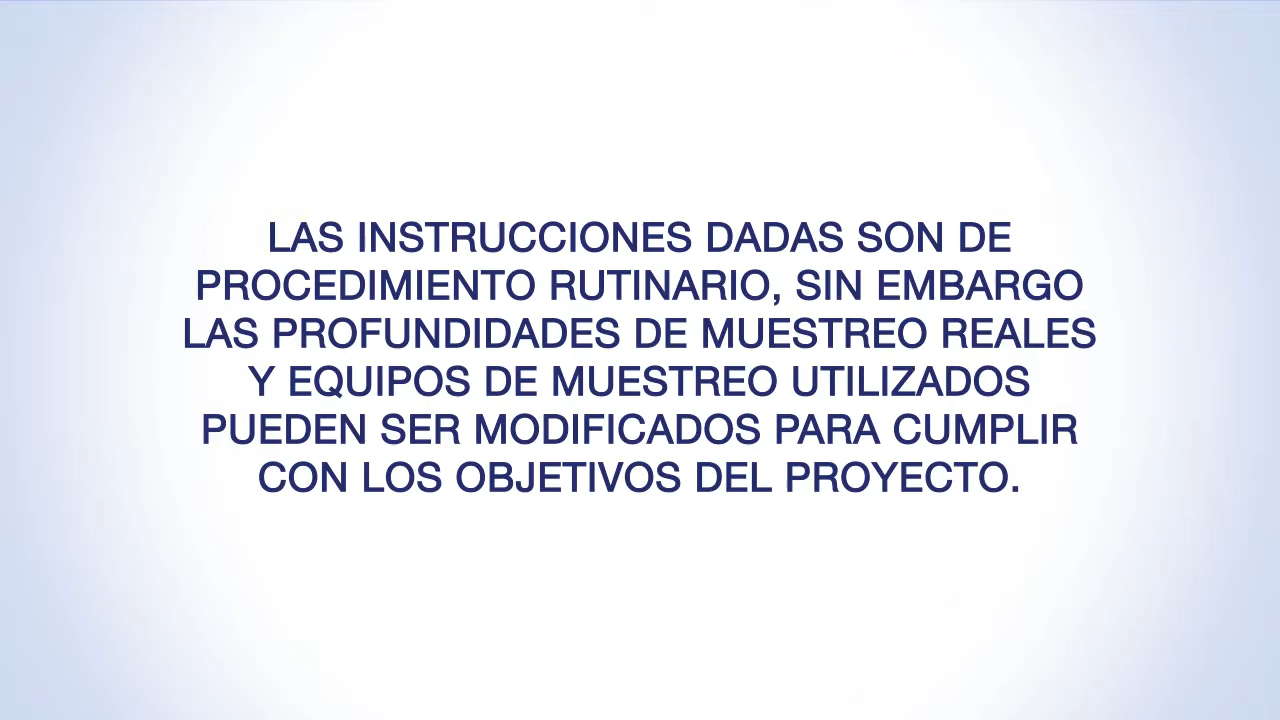 LAS INSTRUCCIONES DADAS SON DE
PROCEDIMIENTO RUTINARIO, SIN EMBARGO
LAS PROFUNDIDADES DE MUESTREO REALES
Y EQUIPOS DE MUESTREO UTILIZADOS
PUEDEN SER MODIFICADOS PARA CUMPLIR
CON LOS OBJETIVOS DEL PROYECTO.